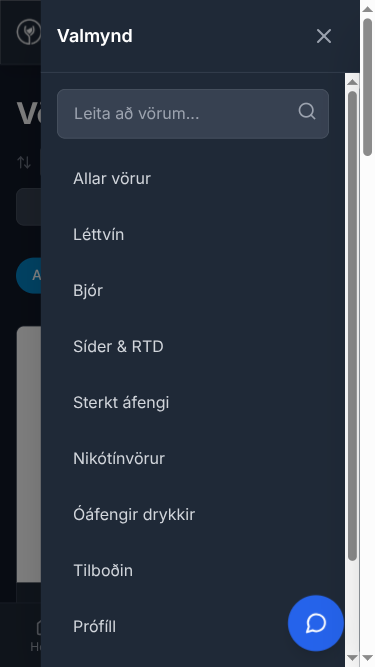 Valmynd
Leita að vörum...
Allar vörur
Léttvín
Bjór
Síder & RTD
Sterkt áfengi
Nikótínvörur
Óáfengir drykkir
Tilboðin
Prófíll